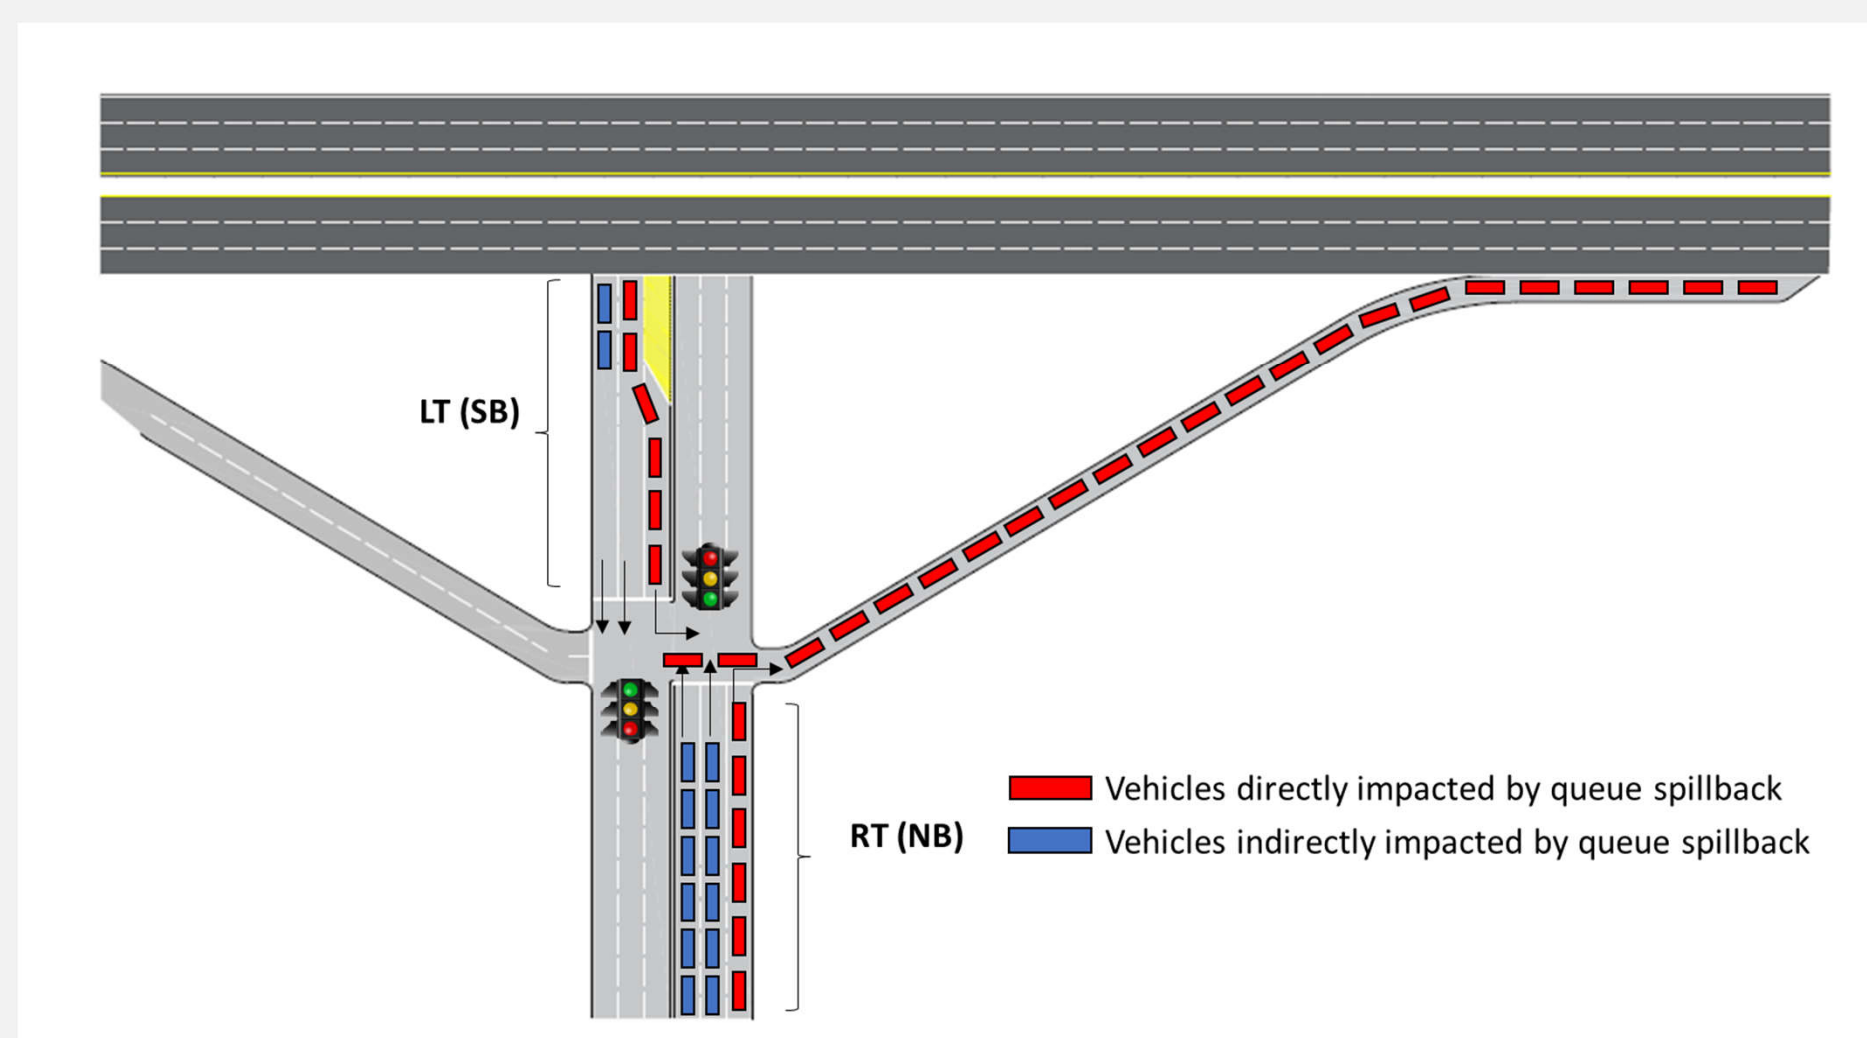 LT (SB)
Vehicles directly impacted by queue spillback
RT (NB)
Vehicles indirectly impacted by queue spillback